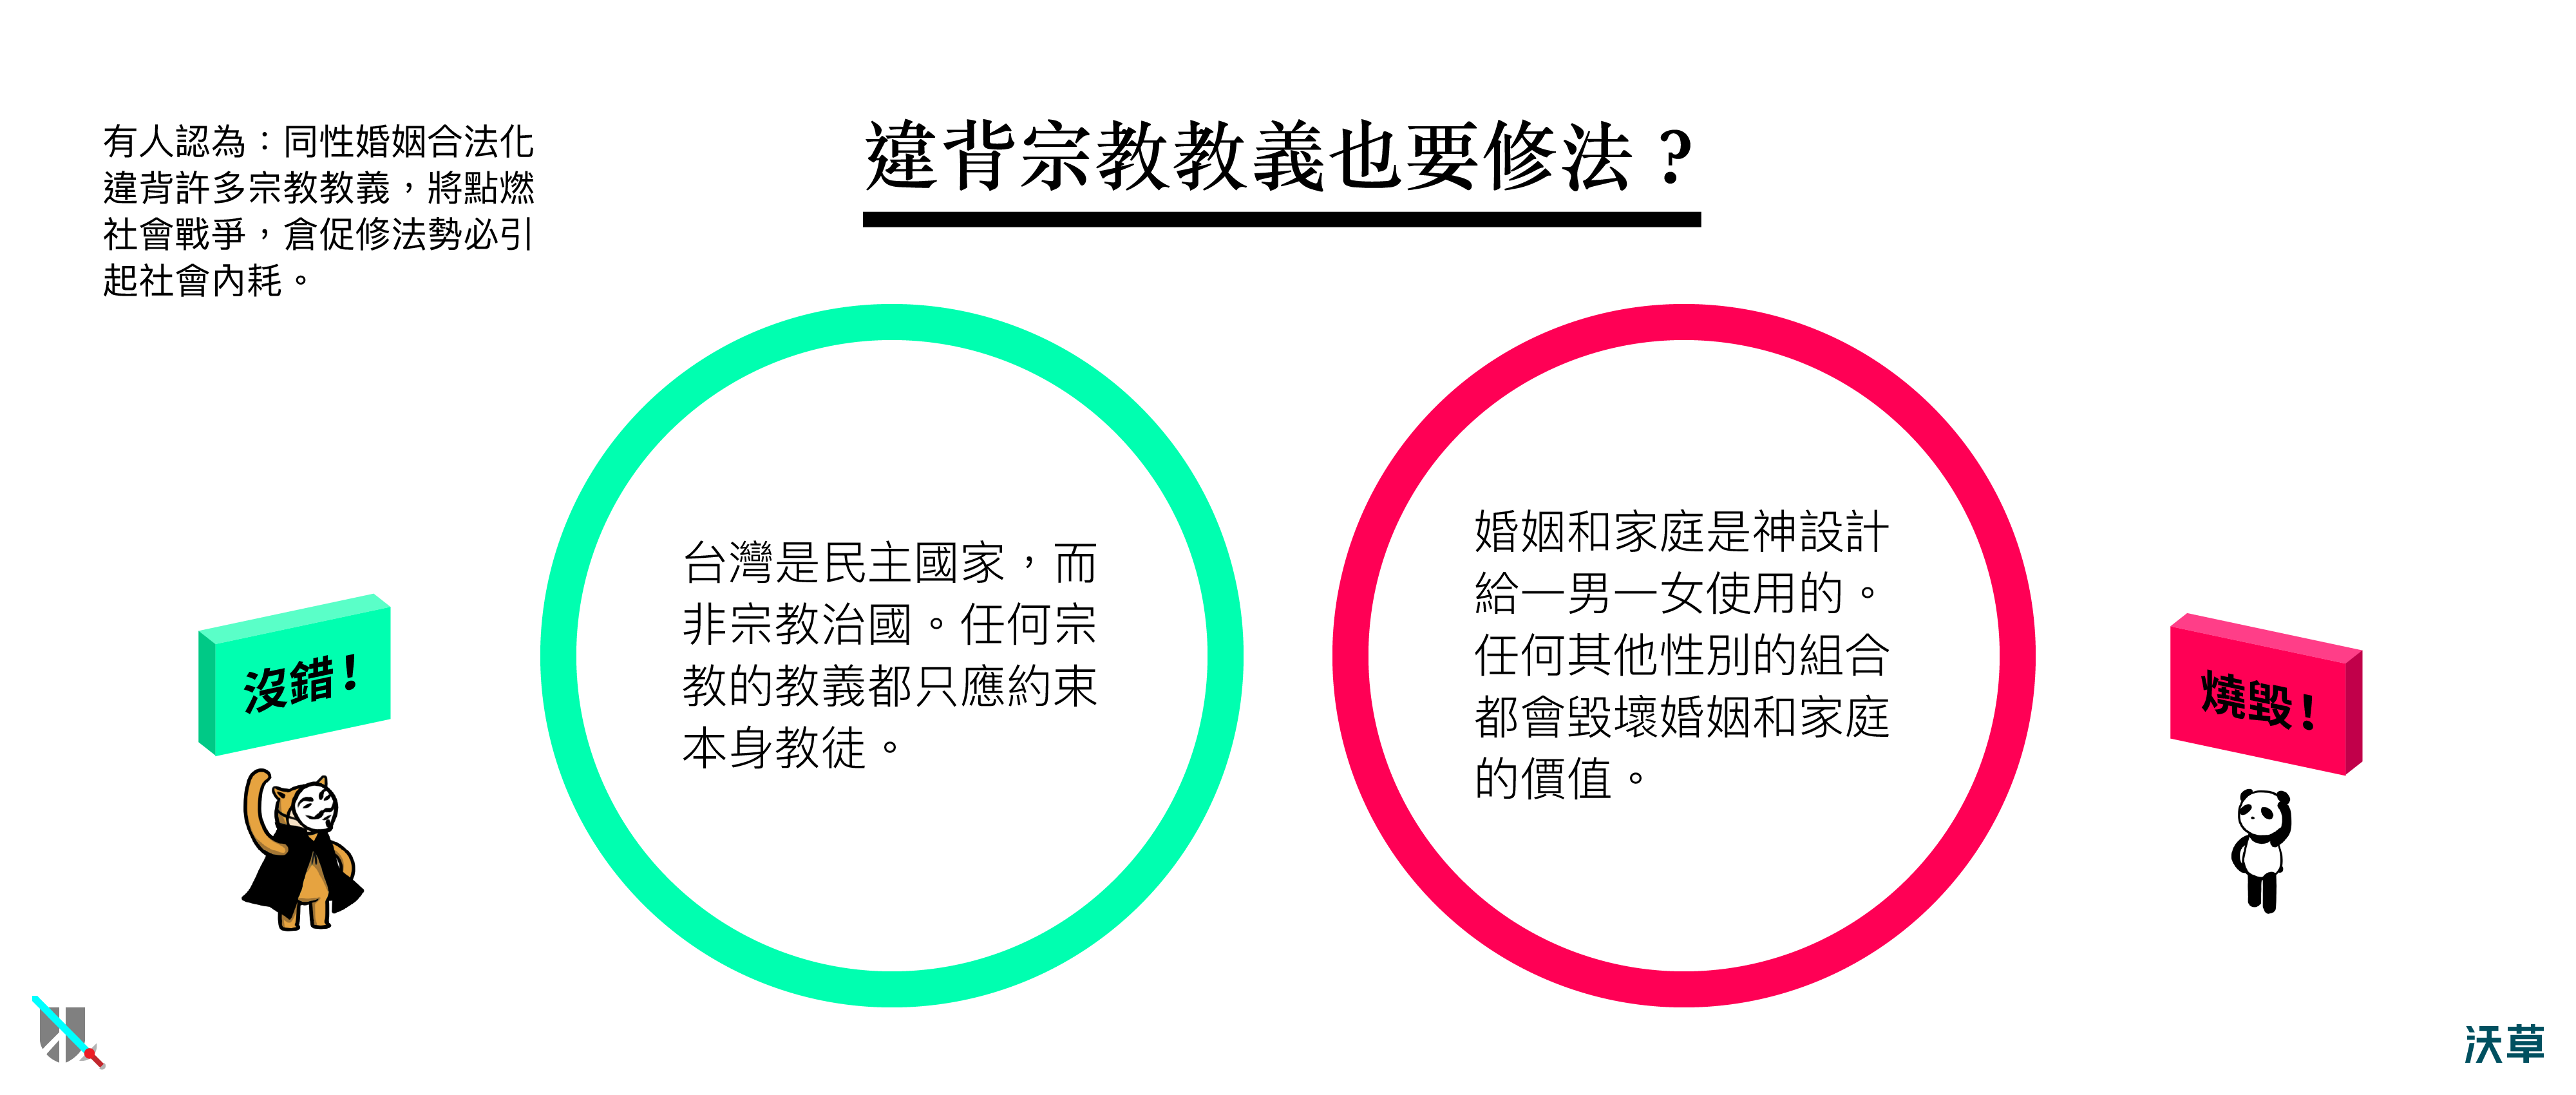 有人認為：同性婚姻合法化
違背許多宗教教義，將點燃
社會戰爭，倉促修法勢必引
起社會內耗。
違背宗教教義也要修法？
台灣是民主國家，而
非宗教治國。任何宗
教的教義都只應約束
本身教徒。
婚姻和家庭是神設計
給一男一女使用的。
任何其他性別的組合
都會毀壞婚姻和家庭
的價值。
沒錯！
燒毀！
沃草